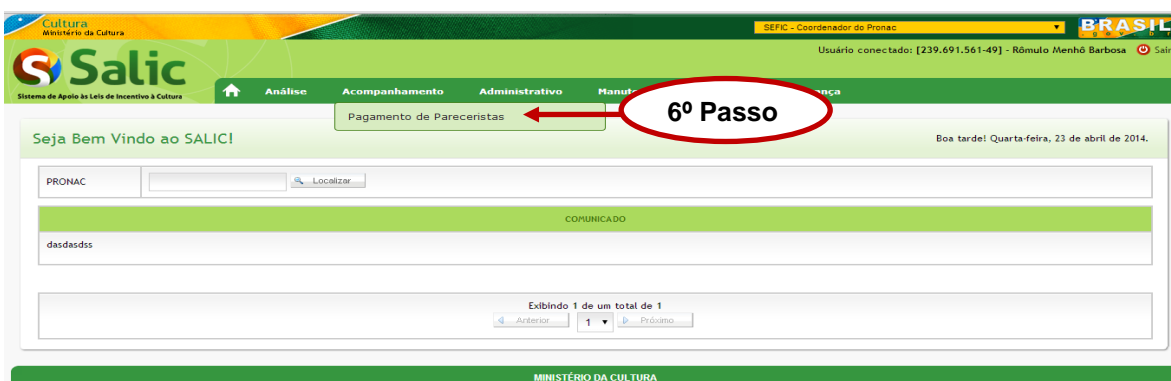 Cultura
Ministério da Cultura
SEFIC - Coordenador do Pronac
BRASIL
Usuário conectado: [239.691.561-49] - Rômulo Menhô Barbosa Sair
Salic
Sistema de Apoio às Leis de Incentivo à Cultura
Análise Acompanhamento Administrativo
Pagamento de Pareceristas
6º Passo
Seja Bem Vindo ao SALIC!
Boa tarde! Quarta-feira, 23 de abril de 2014.
PRONAC Localizar
COMUNICADO
dasdasdss
Exibindo 1 de um total de 1
Anterior 1 Próximo
MINISTÉRIO DA CULTURA